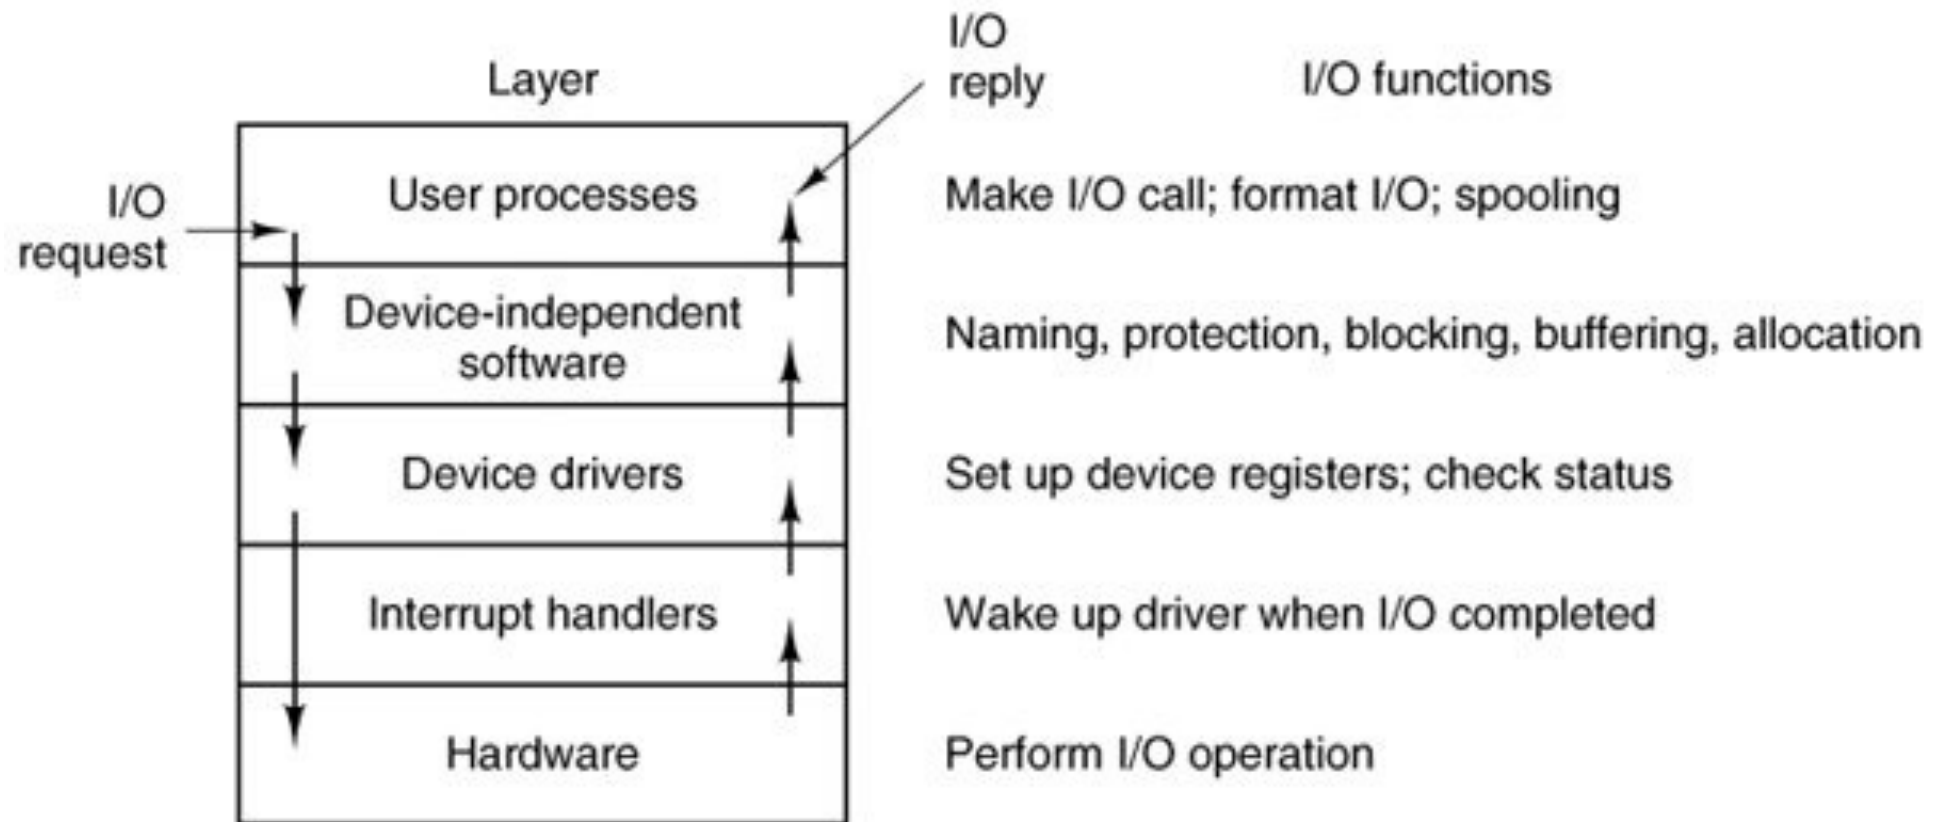 I/O
reply
Layer
I/O functions
I/O
request
User processes
Make I/O call; format I/O; spooling
Device-independent
software
Naming, protection, blocking, buffering, allocation
Device drivers
Set up device registers; check status
Interrupt handlers
Wake up driver when I/O completed
Hardware
Perform I/O operation